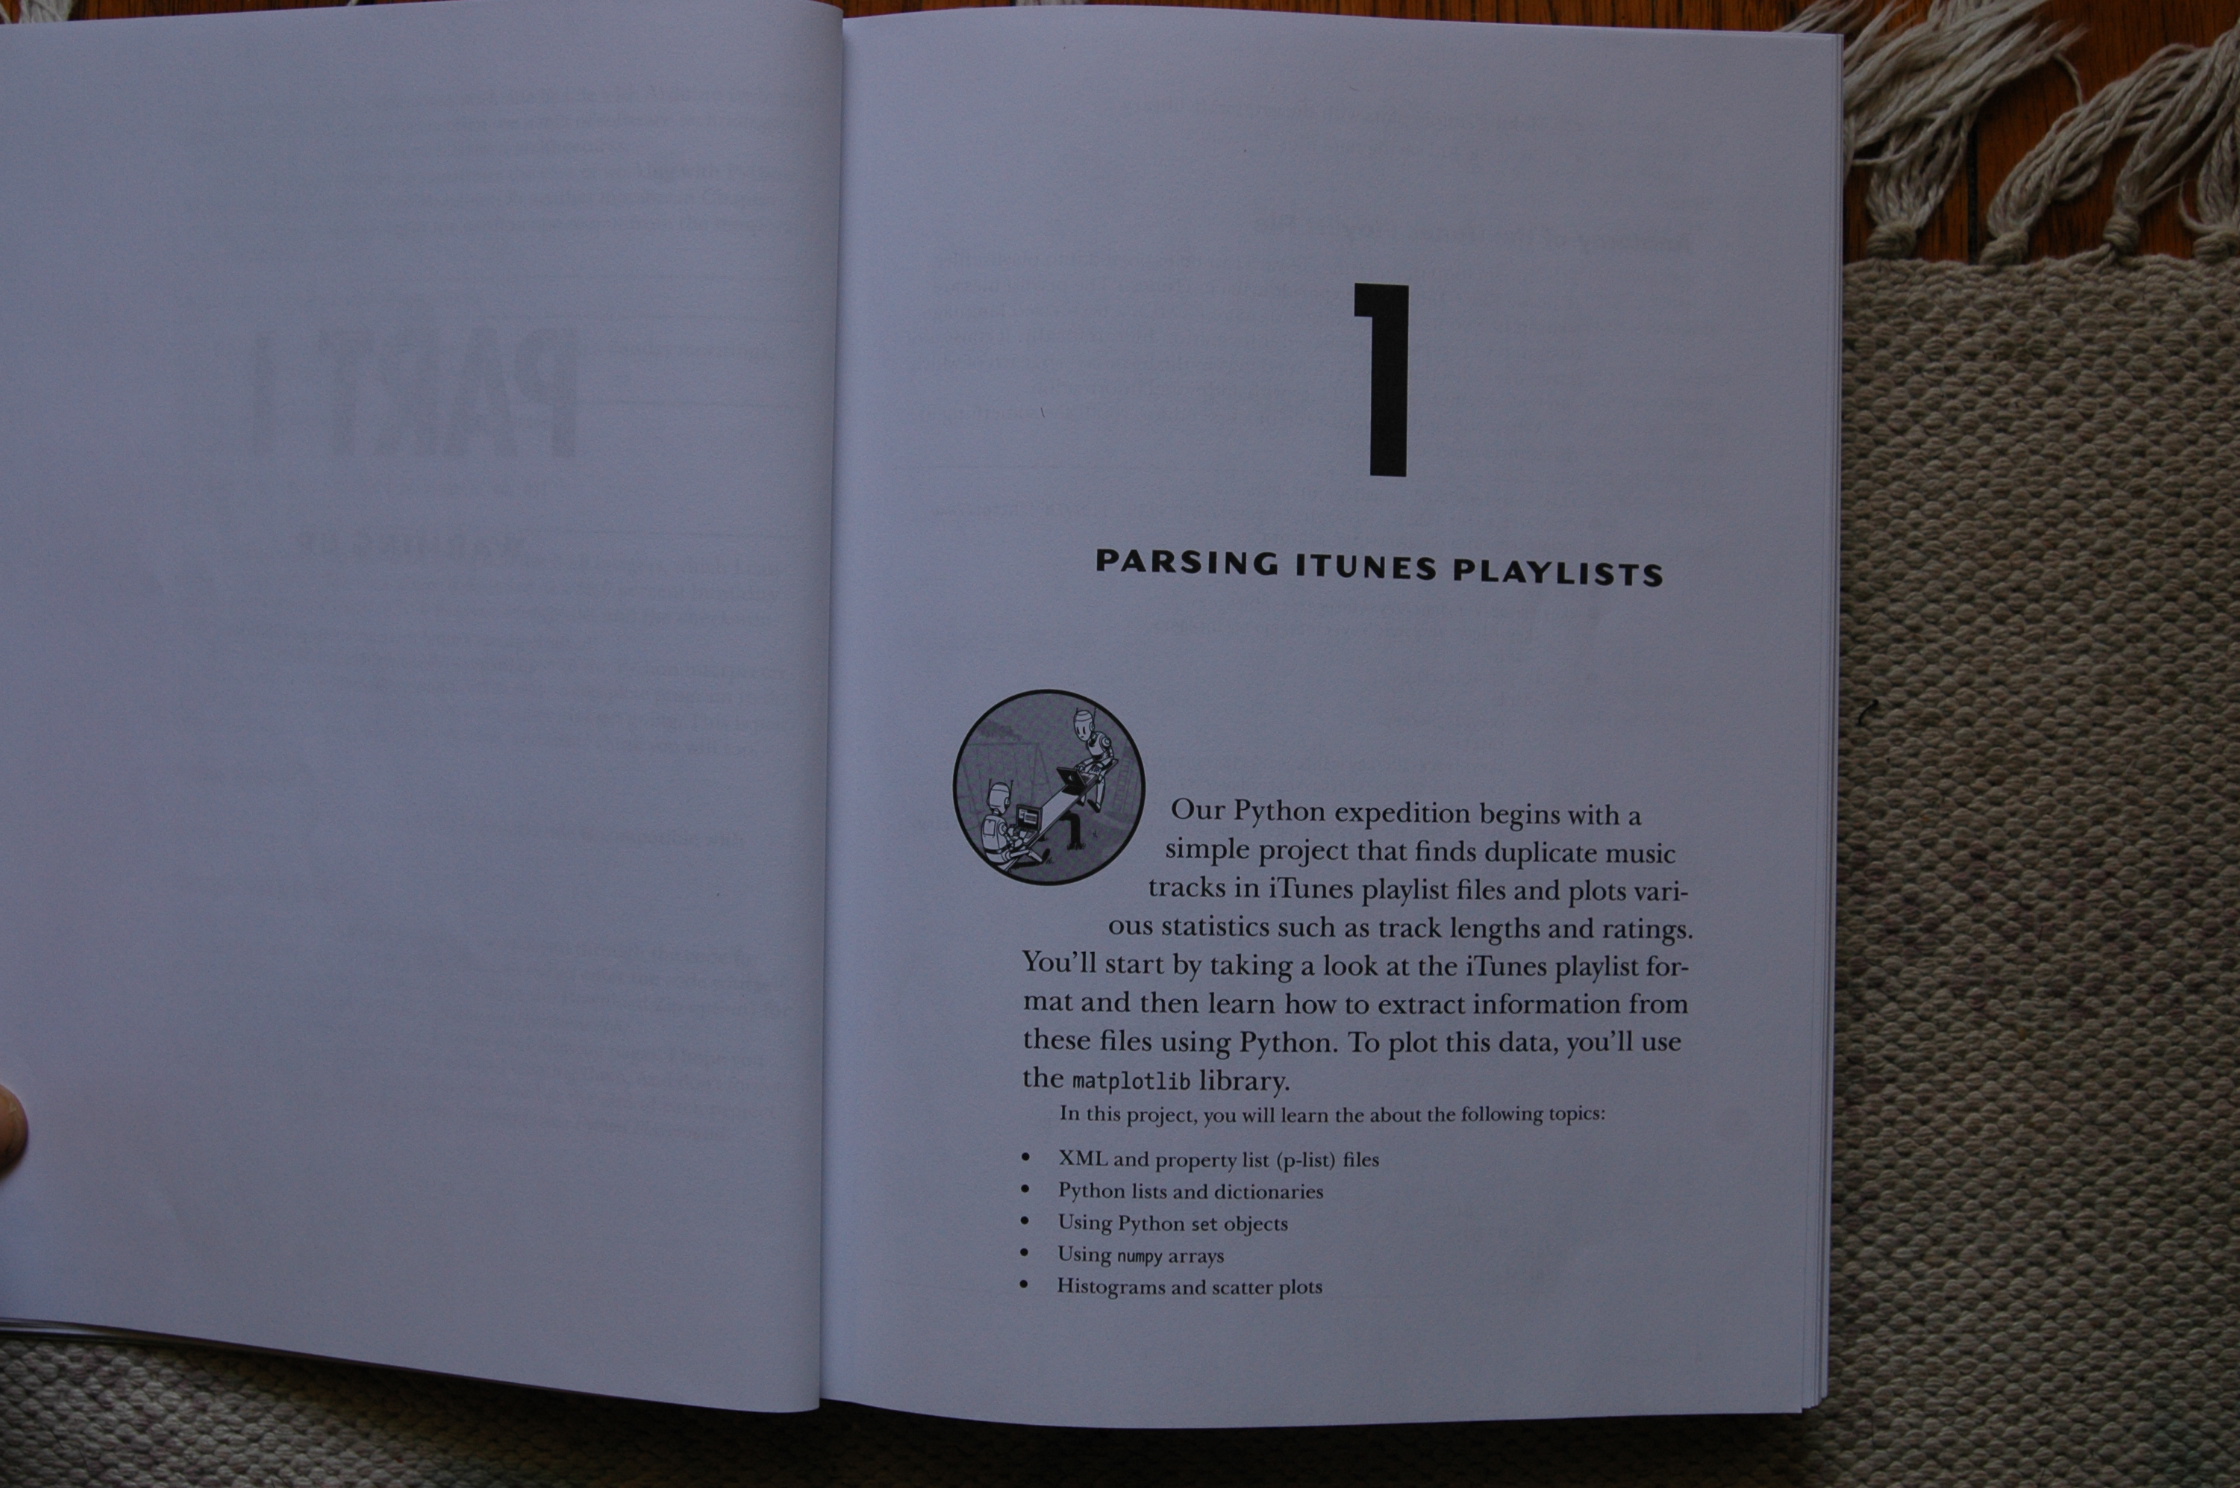 1
PARSING ITUNES PLAYLISTS
Our Python expedition begins with a
simple project that finds duplicate music
tracks in iTunes playlist files and plots vari-
ous statistics such as track lengths and ratings.
You'll start by taking a look at the iTunes playlist for-
mat and then learn how to extract information from
these files using Python. To plot this data, you'll use
the matplotlib library.
In this project, you will learn the about the following topics:
• XML and property list (p-list) files
• Python lists and dictionaries
• Using Python set objects
• Using numpy arrays
• Histograms and scatter plots